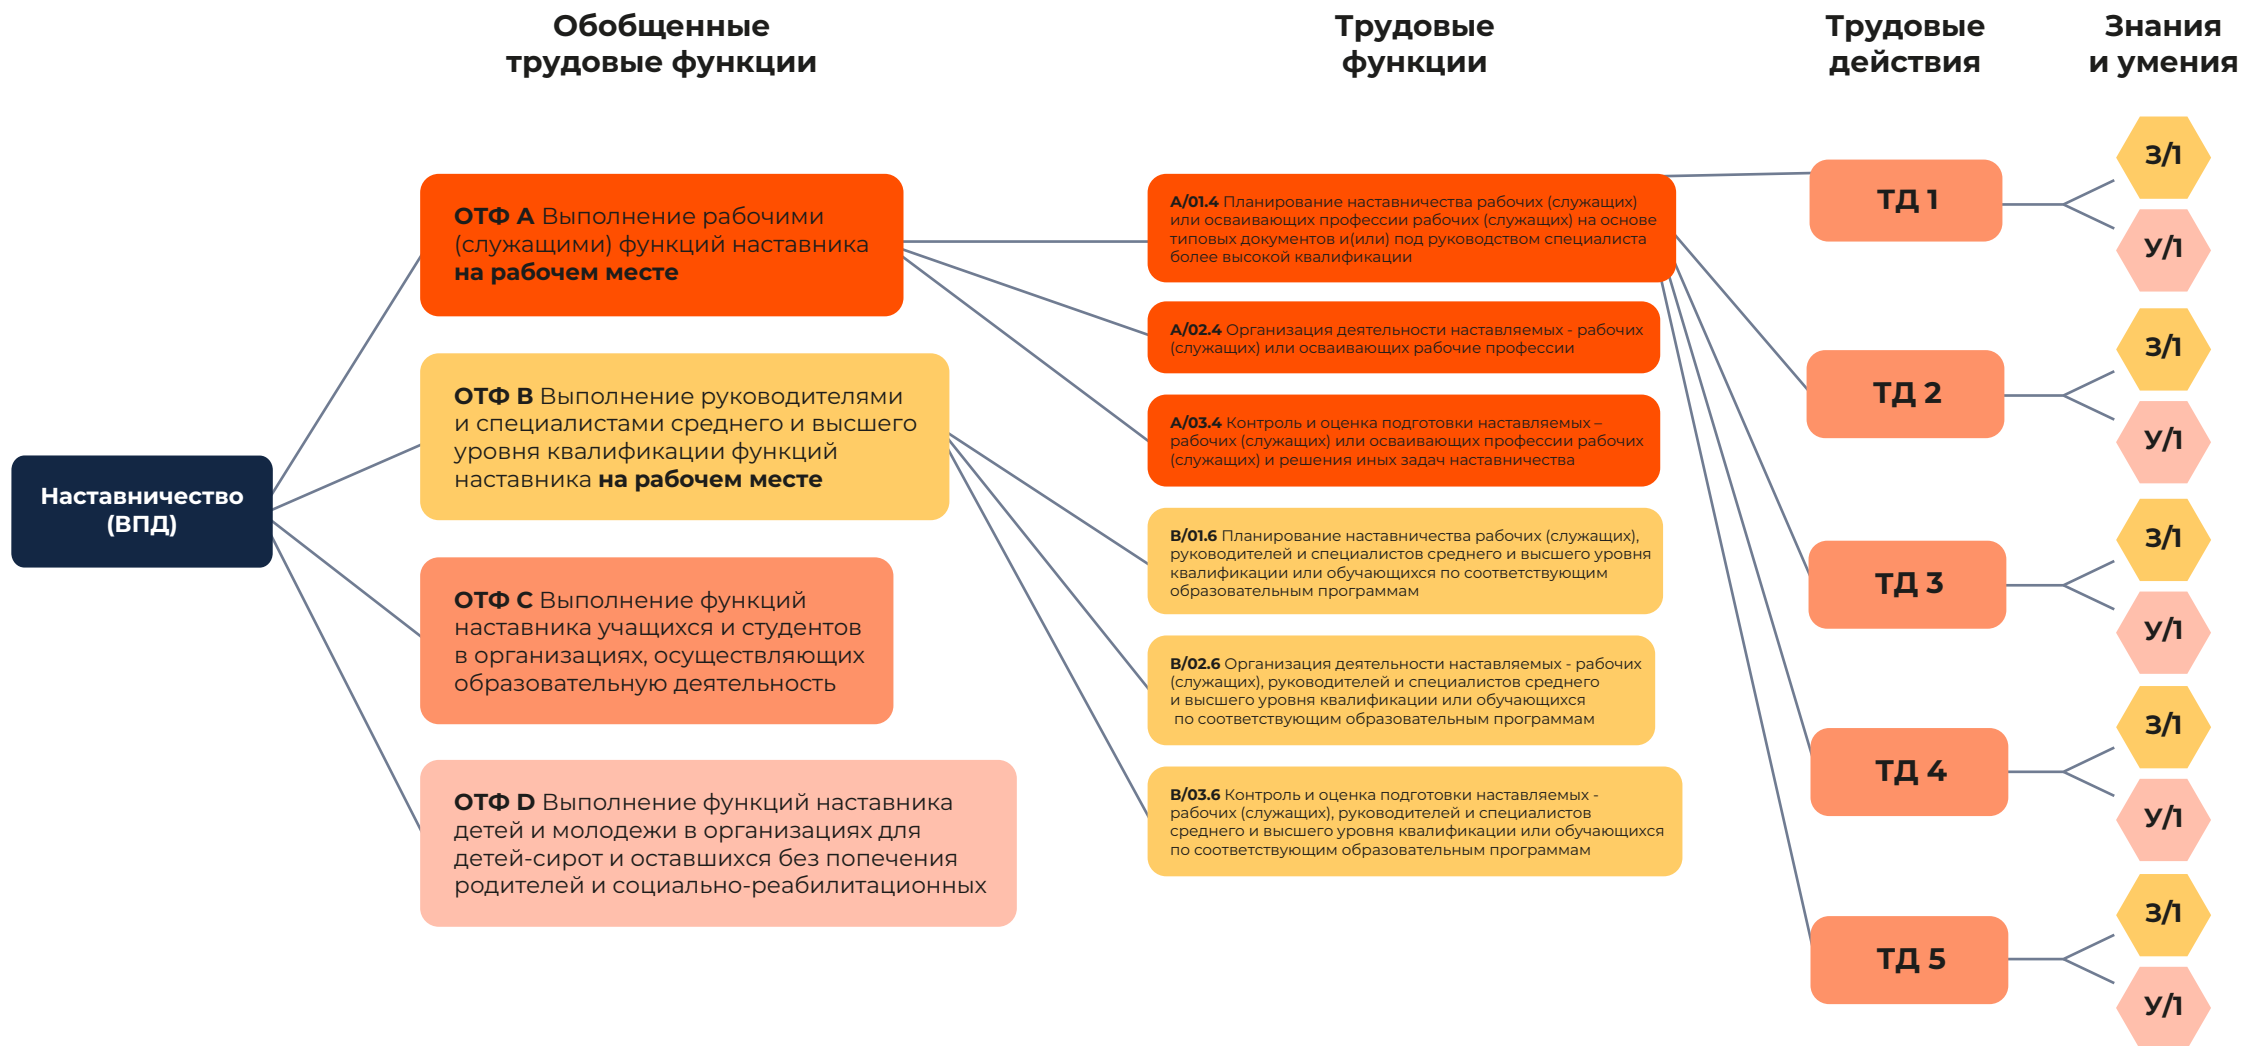 Обобщенные
трудовые функции
Трудовые
функции
Трудовые
действия
Знания
и умения
Наставничество
(ВПД)
ОТФ A Выполнение рабочими
(служащими) функций наставника
на рабочем месте
ОТФ B Выполнение руководителями
и специалистами среднего и высшего
уровня квалификации функций
наставника на рабочем месте
ОТФ C Выполнение функций
наставника учащихся и студентов
в организациях, осуществляющих
образовательную деятельность
ОТФ D Выполнение функций наставника
детей и молодежи в организациях для
детей-сирот и оставшихся без попечения
родителей и социально-реабилитационных
A/01.4 Планирование наставничества рабочих (служащих)
или осваивающих профессии рабочих (служащих) на основе
типовых документов и(или) под руководством специалиста
более высокой квалификации
A/02.4 Организация деятельности наставляемых - рабочих
(служащих) или осваивающих рабочие профессии
A/03.4 Контроль и оценка подготовки наставляемых –
рабочих (служащих) или осваивающих профессии рабочих
(служащих) и решения иных задач наставничества
B/01.6 Планирование наставничества рабочих (служащих),
руководителей и специалистов среднего и высшего уровня
квалификации или обучающихся по соответствующим
образовательным программам
B/02.6 Организация деятельности наставляемых - рабочих
(служащих), руководителей и специалистов среднего
и высшего уровня квалификации или обучающихся
по соответствующим образовательным программам
B/03.6 Контроль и оценка подготовки наставляемых -
рабочих (служащих), руководителей и специалистов
среднего и высшего уровня квалификации или обучающихся
по соответствующим образовательным программам
ТД 1
З/1
У/1
ТД 2
З/1
У/1
ТД 3
З/1
У/1
ТД 4
З/1
У/1
ТД 5
З/1
У/1